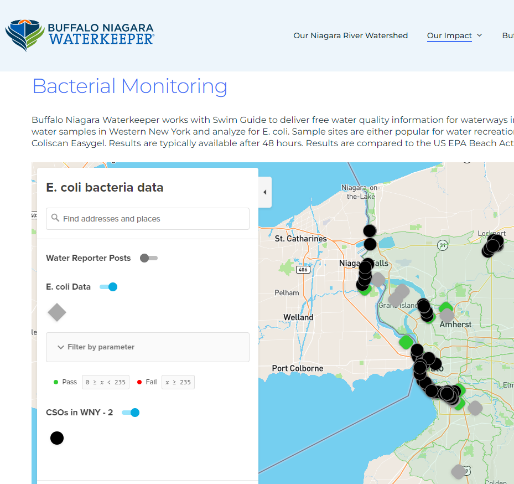 BUFFALO NIAGARA
WATERKEEPER
Our Niagara River Watershed
Our Impact
Bacterial Monitoring
Buffalo Niagara Waterkeeper works with Swim Guide to deliver free water quality information for waterways i
water samples in Western New York and analyze for E. coli. Sample sites are either popular for water recreatio
Coliscan Easygel. Results are typically available after 48 hours. Results are compared to the US EPA Beach Act
E. coli bacteria data
Find addresses and places
Water Reporter Posts
E. coli Data
Filter by parameter
Pass 0 ≥ x < 235 Fail x ≥ 235
CSOs in WNY - 2
Niagara-on-
the-Lake
St. Catharines
Lockport
Niagara Falls
406
Pelham
Grand Island
Welland
Amherst
Port Colborne